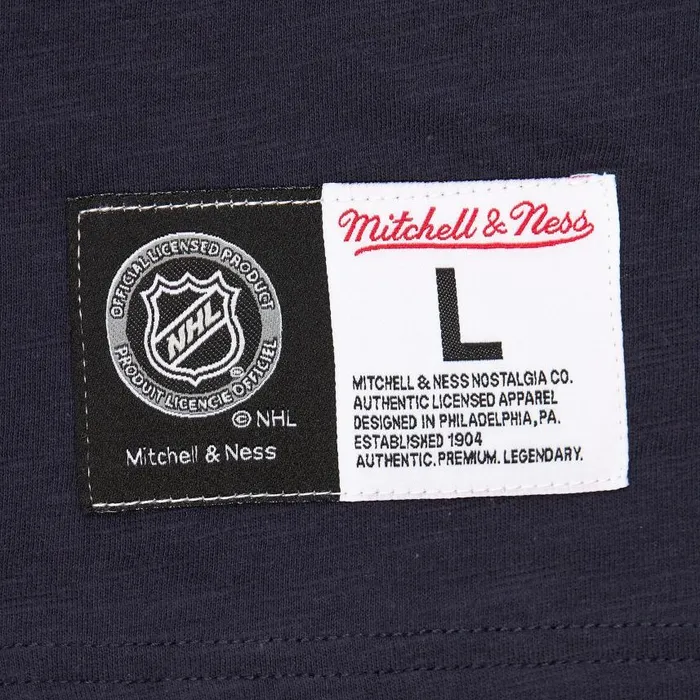 OFFICIAL LICENSED PRODUCT
NHL
PRODUIT LICENCIE OFFICIEL
© NHL
Mitchell & Ness
Mitchell & Ness
L
MITCHELL & NESS NOSTALGIA CO.
AUTHENTIC LICENSED APPAREL
DESIGNED IN PHILADELPHIA, PA.
ESTABLISHED 1904
AUTHENTIC. PREMIUM. LEGENDARY.